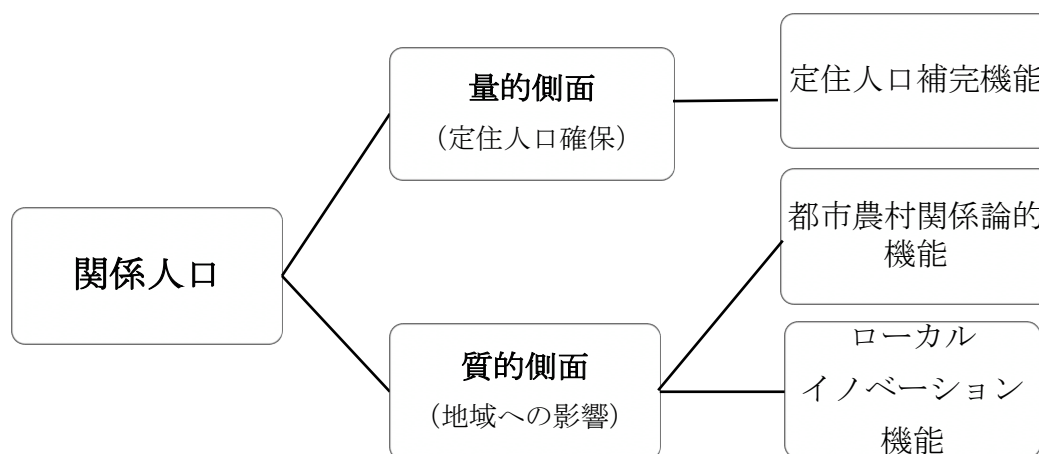 関係人口
量的側面
（定住人口確保）
質的側面
（地域への影響）
定住人口補完機能
都市農村関係論的
機能
ローカル
イノベーション
機能